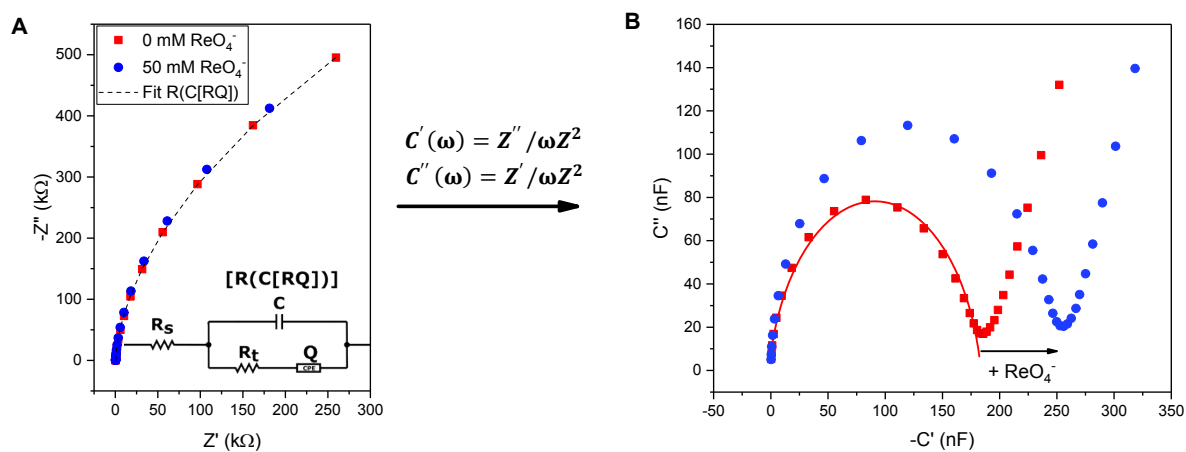 A
0 mM ReO₄⁻
50 mM ReO₄⁻
Fit R(C[RQ])
-Z'' (kΩ)
500
400
300
200
100
0
0 50 100 150 200 250 300
Z' (kΩ)
[R(C[RQ])]
C
Rs
Rt
Q
CPE
C'(ω) = Z''/ωZ²
C''(ω) = Z'/ωZ²
B
C'' (nF)
160
140
120
100
80
60
40
20
0
-50 0 50 100 150 200 250 300 350
-C' (nF)
+ ReO₄⁻